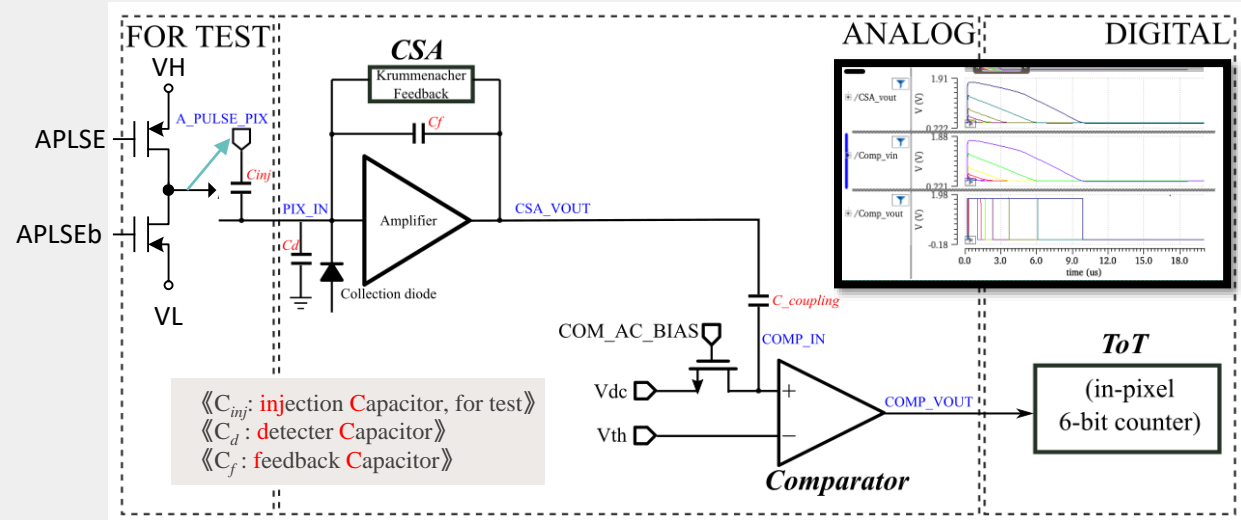 FOR TEST
VH
APLSE
A_PULSE_PIX
Cinj
APLSEb
VL
CSA
Krummenacher
Feedback
Cf
PIX_IN
Amplifier
CSA_VOUT
Cd
Collection diode
ANALOG
DIGITAL
/CSA_vout
V (V)
1.91
0.222
/Comp_vin
V (V)
1.88
0.221
/Comp_vout
V (V)
1.98
-0.18
0.0 3.0 6.0 9.0 12.0 15.0 18.0
time (us)
C_coupling
COM_AC_BIAS
COMP_IN
Vdc
+
Vth
−
COMP_VOUT
Comparator
ToT
(in-pixel
6-bit counter)
《Cinj: injection Capacitor, for test》
《Cd : detecter Capacitor》
《Cf : feedback Capacitor》